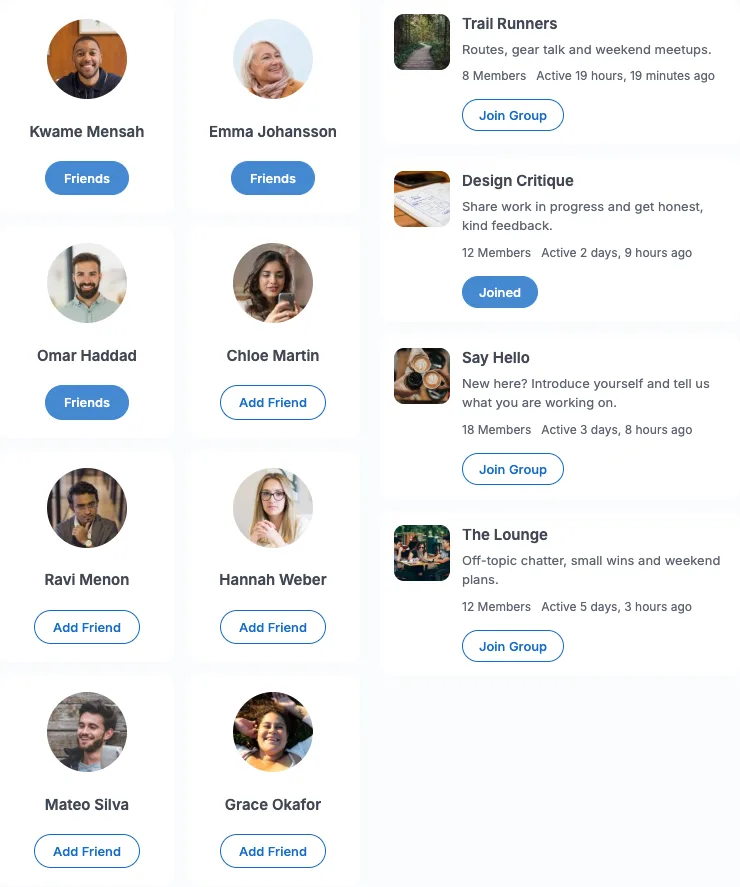 Kwame Mensah
Friends
Emma Johansson
Friends
Omar Haddad
Friends
Chloe Martin
Add Friend
Ravi Menon
Add Friend
Hannah Weber
Add Friend
Mateo Silva
Add Friend
Grace Okafor
Add Friend
Trail Runners
Routes, gear talk and weekend meetups.
8 Members Active 19 hours, 19 minutes ago
Join Group
Design Critique
Share work in progress and get honest,
kind feedback.
12 Members Active 2 days, 9 hours ago
Joined
Say Hello
New here? Introduce yourself and tell us
what you are working on.
18 Members Active 3 days, 8 hours ago
Join Group
The Lounge
Off-topic chatter, small wins and weekend
plans.
12 Members Active 5 days, 3 hours ago
Join Group